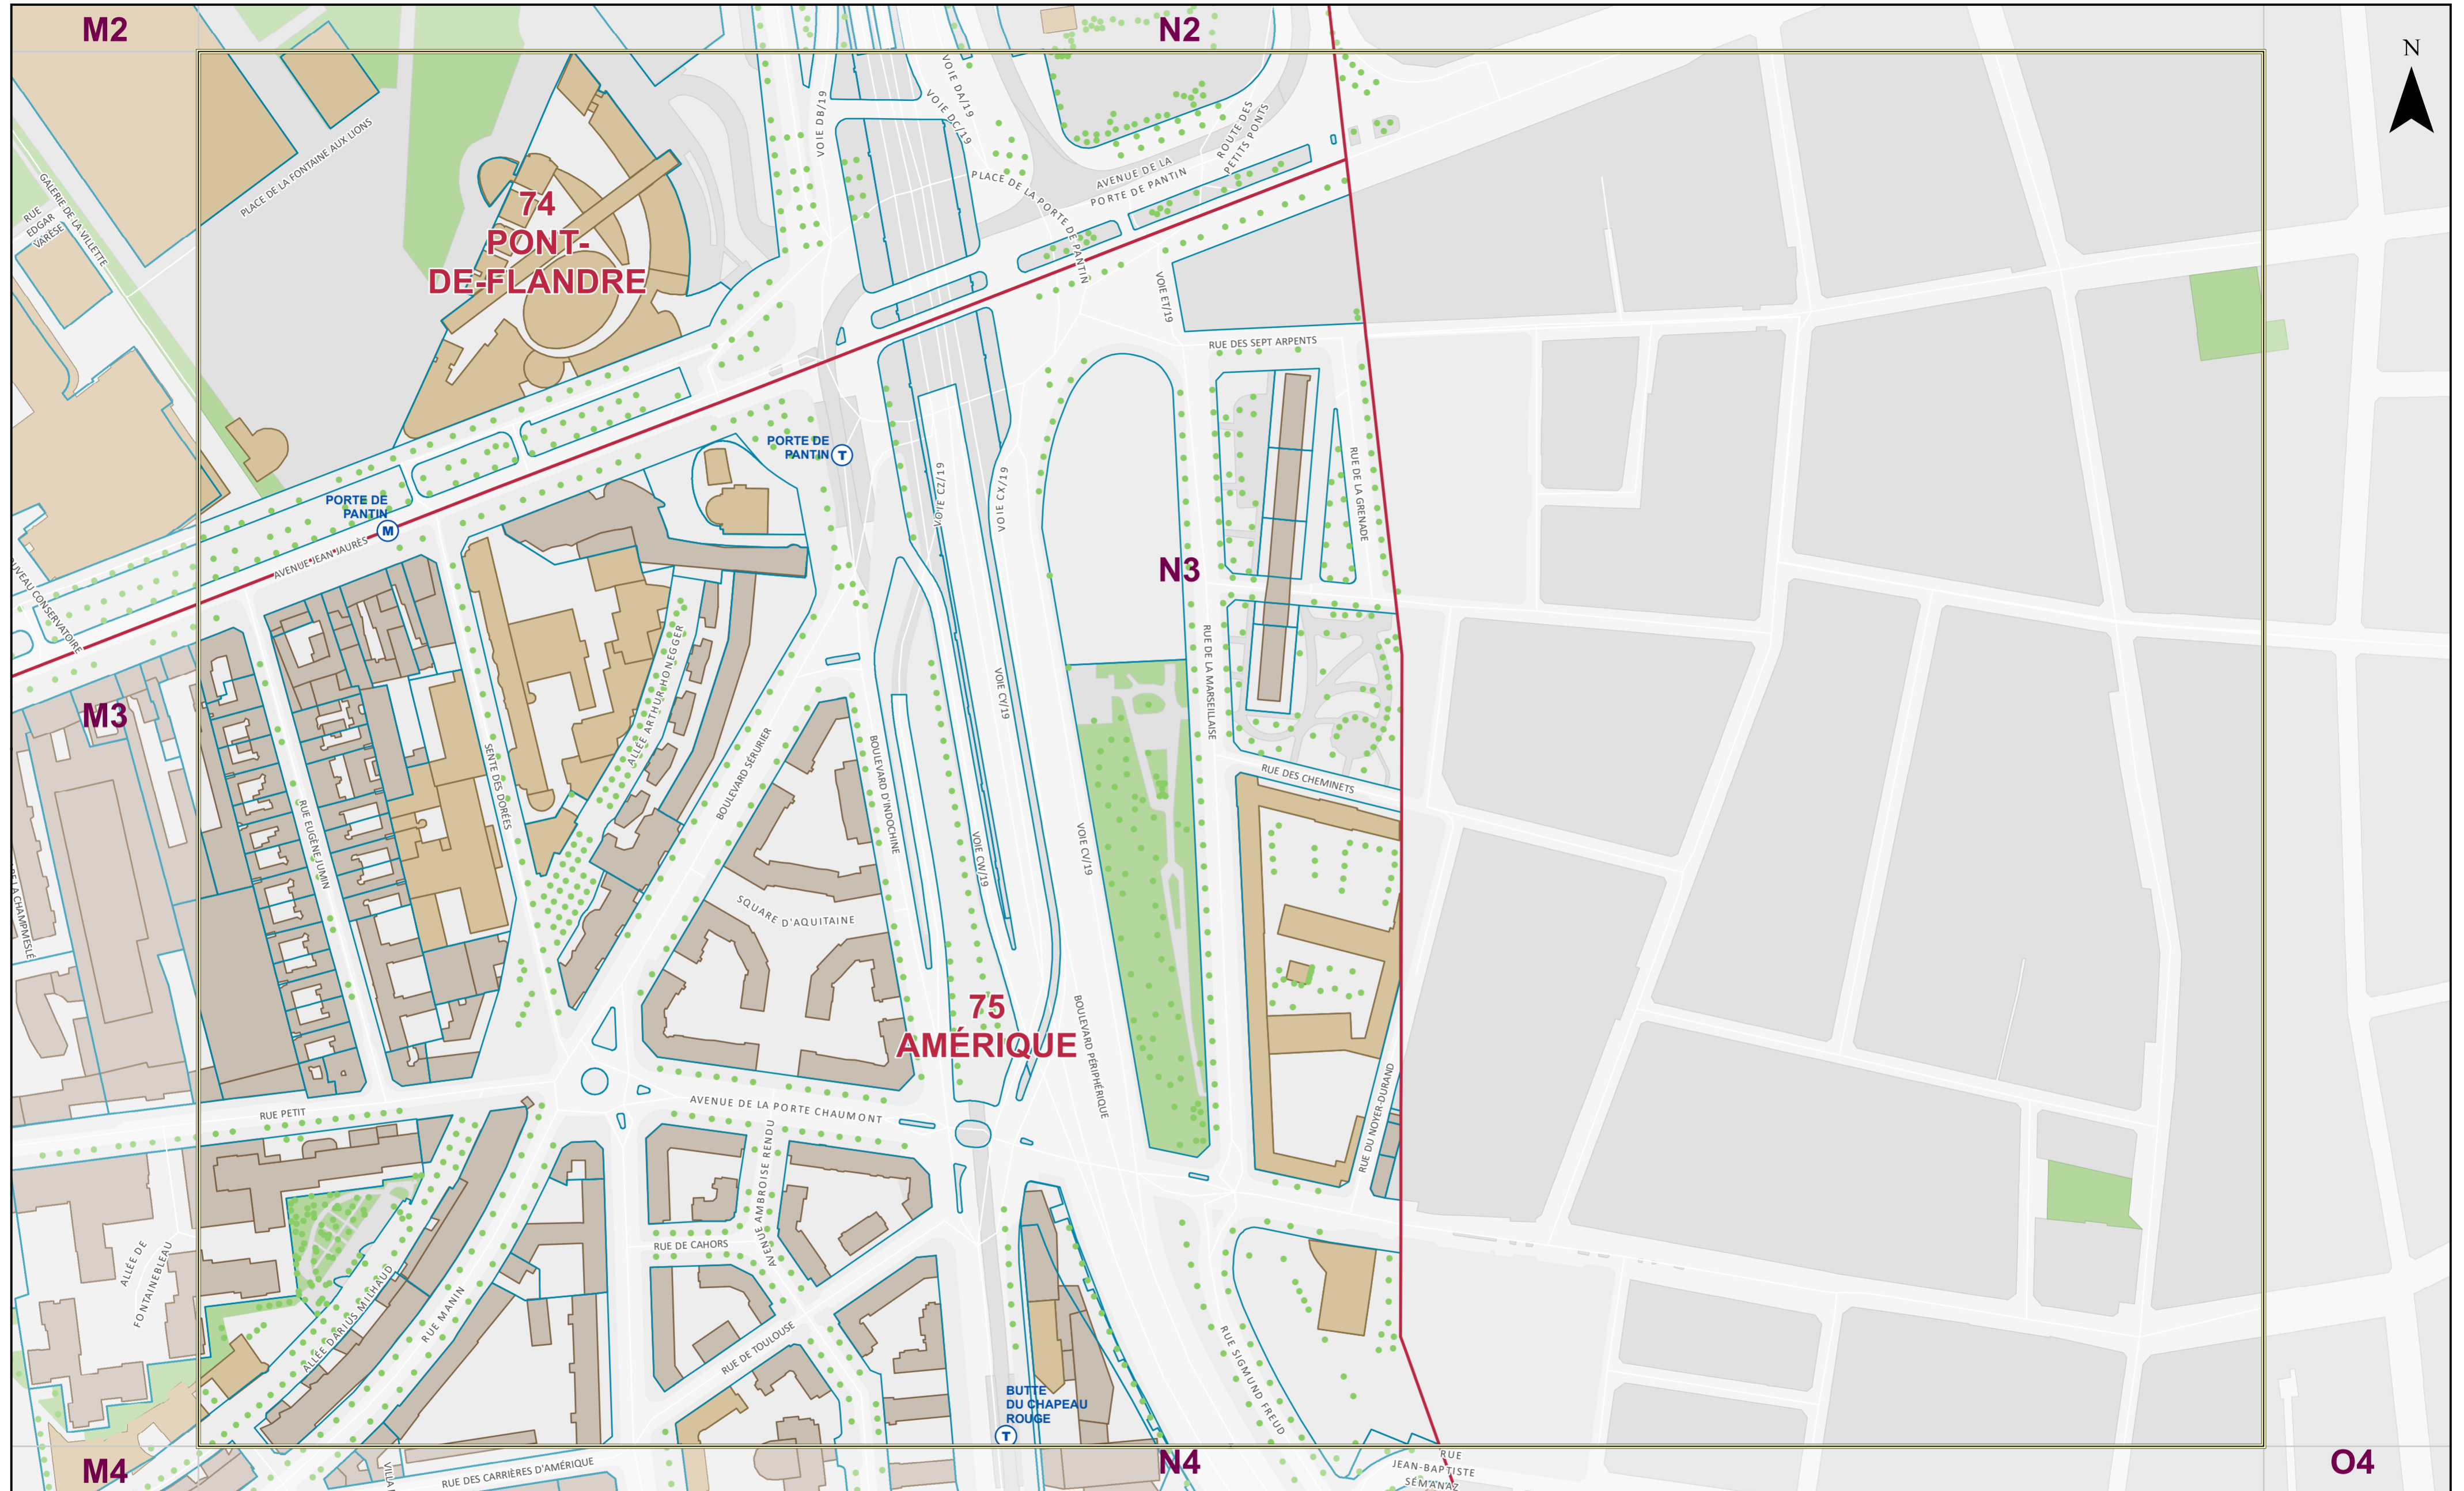 M2
N2
N
VOIE DB/19
VOIE DA/19
VOIE DC/19
ROUTE DES
PETITS PONTS
AVENUE DE LA
PORTE DE PANTIN
PLACE DE LA PORTE DE PANTIN
PLACE DE LA FONTAINE AUX LIONS
GALERIE DE LA VILLETTE
RUE
EDGAR
VARÈSE
74
PONT-
DE-FLANDRE
VOIE ET/19
RUE DES SEPT ARPENTS
PORTE DE
PANTIN
T
PORTE DE
PANTIN
M
AVENUE JEAN JAURÈS
CONSERVATOIRE
VOIE CZ/19
VOIE CX/19
RUE DE LA GRENADE
N3
M3
ALLÉE ARTHUR HONEGGER
BOULEVARD SÉRURIER
SENTE DES DORÉES
RUE EUGÈNE JUMIN
BOULEVARD D'INDOCHINE
VOIE CY/19
VOIE CW/19
VOIE CV/19
RUE DE LA MARSEILLAISE
RUE DES CHEMINETS
LA CHAMPMESLÉ
SQUARE D'AQUITAINE
75
AMÉRIQUE
BOULEVARD PÉRIPHÉRIQUE
RUE DU NOYER-DURAND
RUE PETIT
AVENUE DE LA PORTE CHAUMONT
AVENUE AMBROISE RENDU
RUE DE CAHORS
ALLÉE DE
FONTAINEBLEAU
ALLÉE DARIUS MILHAUD
RUE MANIN
RUE DE TOULOUSE
RUE SIGMUND FREUD
BUTTE
DU CHAPEAU
ROUGE
T
M4
VILLA
RUE DES CARRIÈRES D'AMÉRIQUE
N4
RUE
JEAN-BAPTISTE
SÉMANAZ
O4